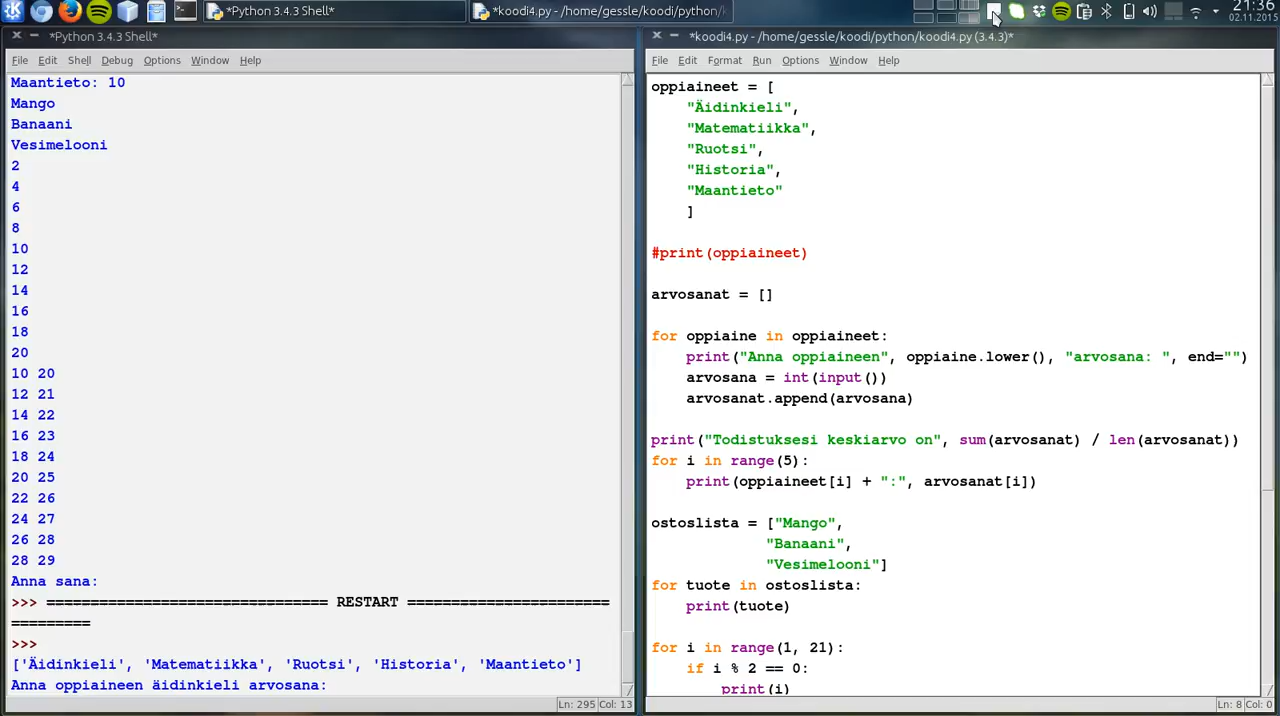 *Python 3.4.3 Shell*
*koodi4.py - /home/gessle/koodi/python/
21:36
02.11.2015
*Python 3.4.3 Shell*
File Edit Shell Debug Options Window Help
Maantieto: 10
Mango
Banaani
Vesimelooni
2
4
6
8
10
12
14
16
18
20
10 20
12 21
14 22
16 23
18 24
20 25
22 26
24 27
26 28
28 29
Anna sana:
>>> ================================ RESTART =======================
=========
>>>
['Äidinkieli', 'Matematiikka', 'Ruotsi', 'Historia', 'Maantieto']
Anna oppiaineen äidinkieli arvosana:
Ln: 295 Col: 13
*koodi4.py - /home/gessle/koodi/python/koodi4.py (3.4.3)*
File Edit Format Run Options Window Help
oppiaineet = [
    "Äidinkieli",
    "Matematiikka",
    "Ruotsi",
    "Historia",
    "Maantieto"
    ]
#print(oppiaineet)
arvosanat = []
for oppiaine in oppiaineet:
    print("Anna oppiaineen", oppiaine.lower(), "arvosana: ", end="")
    arvosana = int(input())
    arvosanat.append(arvosana)
print("Todistuksesi keskiarvo on", sum(arvosanat) / len(arvosanat))
for i in range(5):
    print(oppiaineet[i] + ":", arvosanat[i])
ostoslista = ["Mango",
             "Banaani",
             "Vesimelooni"]
for tuote in ostoslista:
    print(tuote)
for i in range(1, 21):
    if i % 2 == 0:
        print(i)
Ln: 8 Col: 0